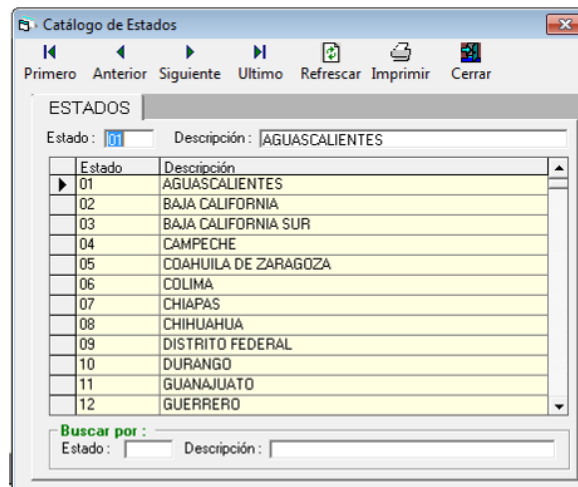 Catálogo de Estados
Primero Anterior Siguiente Ultimo Refrescar Imprimir Cerrar
ESTADOS
Estado : 01 Descripción : AGUASCALIENTES
Estado Descripción
01 AGUASCALIENTES
02 BAJA CALIFORNIA
03 BAJA CALIFORNIA SUR
04 CAMPECHE
05 COAHUILA DE ZARAGOZA
06 COLIMA
07 CHIAPAS
08 CHIHUAHUA
09 DISTRITO FEDERAL
10 DURANGO
11 GUANAJUATO
12 GUERRERO
Buscar por :
Estado : Descripción :